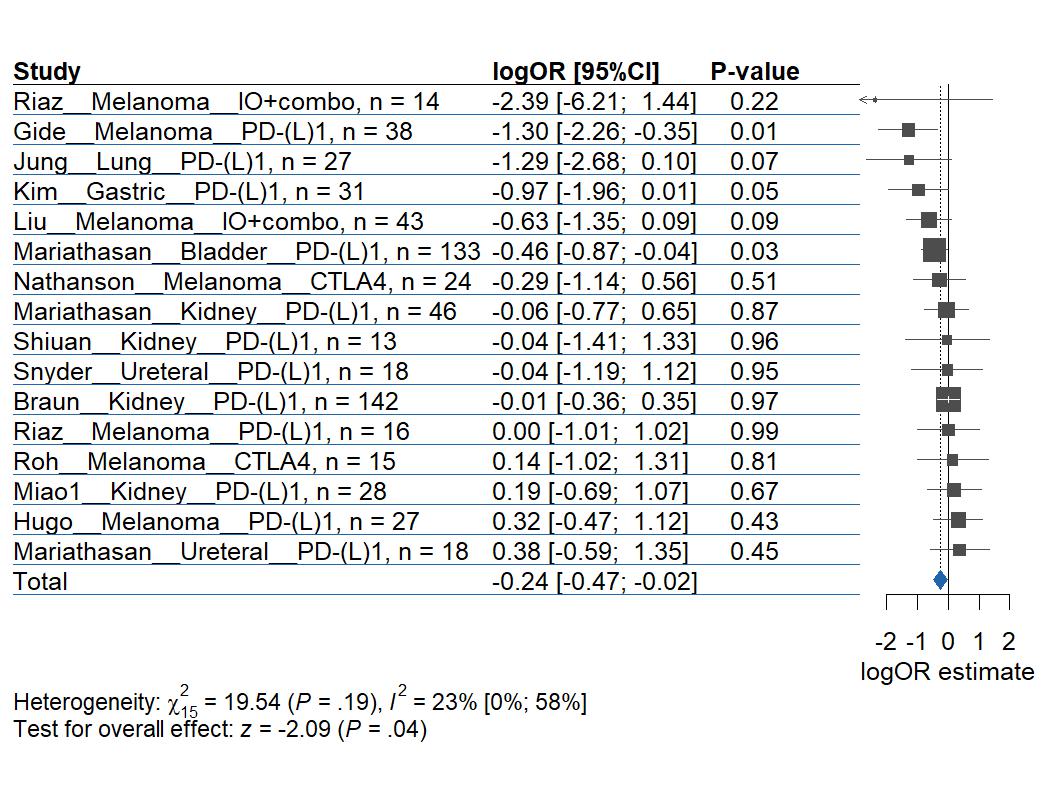 Study logOR [95%CI] P-value
Riaz__Melanoma__IO+combo, n = 14 -2.39 [-6.21; 1.44] 0.22
Gide__Melanoma__PD-(L)1, n = 38 -1.30 [-2.26; -0.35] 0.01
Jung__Lung__PD-(L)1, n = 27 -1.29 [-2.68; 0.10] 0.07
Kim__Gastric__PD-(L)1, n = 31 -0.97 [-1.96; 0.01] 0.05
Liu__Melanoma__IO+combo, n = 43 -0.63 [-1.35; 0.09] 0.09
Mariathasan__Bladder__PD-(L)1, n = 133 -0.46 [-0.87; -0.04] 0.03
Nathanson__Melanoma__CTLA4, n = 24 -0.29 [-1.14; 0.56] 0.51
Mariathasan__Kidney__PD-(L)1, n = 46 -0.06 [-0.77; 0.65] 0.87
Shiuan__Kidney__PD-(L)1, n = 13 -0.04 [-1.41; 1.33] 0.96
Snyder__Ureteral__PD-(L)1, n = 18 -0.04 [-1.19; 1.12] 0.95
Braun__Kidney__PD-(L)1, n = 142 -0.01 [-0.36; 0.35] 0.97
Riaz__Melanoma__PD-(L)1, n = 16 0.00 [-1.01; 1.02] 0.99
Roh__Melanoma__CTLA4, n = 15 0.14 [-1.02; 1.31] 0.81
Miao1__Kidney__PD-(L)1, n = 28 0.19 [-0.69; 1.07] 0.67
Hugo__Melanoma__PD-(L)1, n = 27 0.32 [-0.47; 1.12] 0.43
Mariathasan__Ureteral__PD-(L)1, n = 18 0.38 [-0.59; 1.35] 0.45
Total -0.24 [-0.47; -0.02]
-2 -1 0 1 2
logOR estimate
Heterogeneity: χ²₁₅ = 19.54 (P = .19), I² = 23% [0%; 58%]
Test for overall effect: z = -2.09 (P = .04)